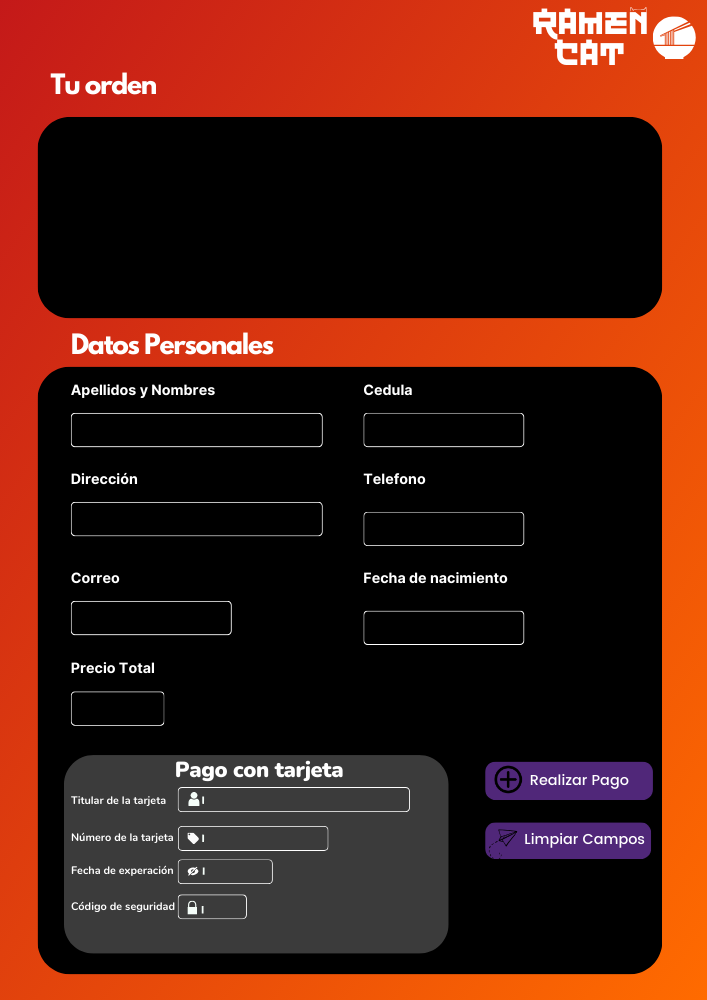 RAMEN
CAT
Tu orden
Datos Personales
Apellidos y Nombres
Cedula
Dirección
Telefono
Correo
Fecha de nacimiento
Precio Total
Pago con tarjeta
Titular de la tarjeta
Número de la tarjeta
Fecha de experación
Código de seguridad
Realizar Pago
Limpiar Campos